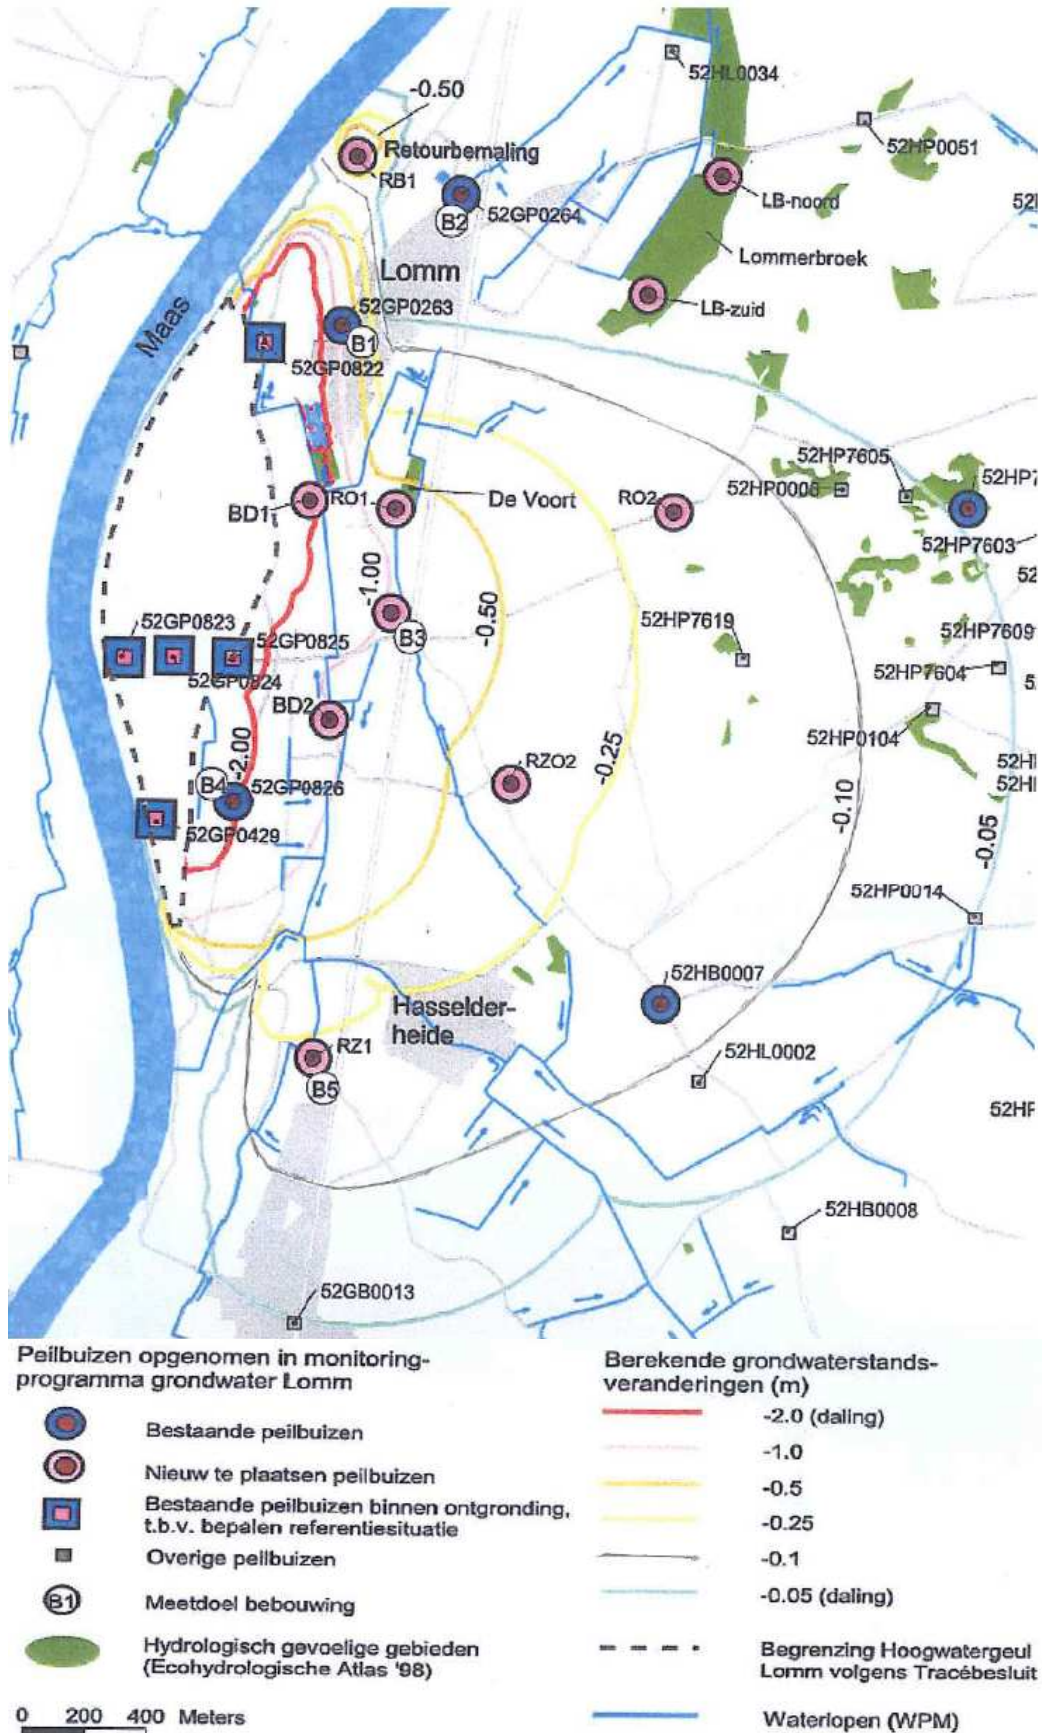 -0.50
52HL0034
52HP0051
Retourbemaling
RB1
LB-noord
52GP0264
B2
Lommerbroek
Lomm
52GP0263
LB-zuid
Maas
B1
52GP0822
52HP7605
52HP0006
RO1
De Voort
RO2
BD1
52HP7603
-1.00
-0.50
52GP0823
52GP0825
B3
52HP7619
52HP7609
52HP7604
52GP0824
BD2
52HP0104
-2.00
-0.25
RZO2
B4
52GP0826
-0.10
-0.05
52GP0429
52HP0014
52HB0007
Hasselder-
heide
RZ1
52HL0002
B5
52HB0008
52GB0013
Peilbuizen opgenomen in monitoring-
programma grondwater Lomm
Bestaande peilbuizen
Nieuw te plaatsen peilbuizen
Bestaande peilbuizen binnen ontgronding,
t.b.v. bepalen referentiesituatie
Overige peilbuizen
B1
Meetdoel bebouwing
Hydrologisch gevoelige gebieden
(Ecohydrologische Atlas '98)
0 200 400 Meters
Berekende grondwaterstands-
veranderingen (m)
-2.0 (daling)
-1.0
-0.5
-0.25
-0.1
-0.05 (daling)
Begrenzing Hoogwatergeul
Lomm volgens Tracébesluit
Waterlopen (WPM)